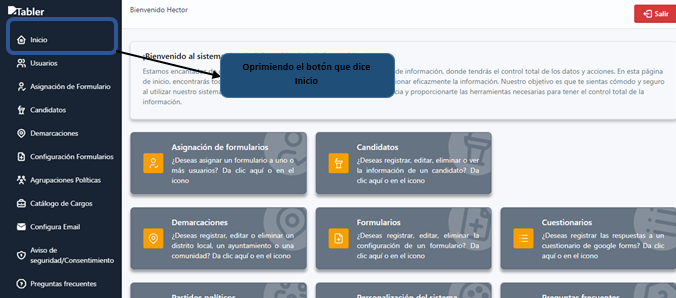 Tabler
Bienvenido Hector
Salir
Inicio
Usuarios
Asignación de Formulario
Candidatos
Demarcaciones
Configuración Formularios
Agrupaciones Políticas
Catálogo de Cargos
Configura Email
Aviso de
seguridad/Consentimiento
Preguntas frecuentes
¡Bienvenido al sistema
Oprimiendo el botón que dice
Inicio
Estamos encantados de información, donde tendrás el control total de los datos y acciones. En esta página
de inicio, encontrarás ionar eficazmente la información. Nuestro objetivo es que te sientas cómodo y seguro
al utilizar nuestro sistema cia y proporcionarte las herramientas necesarias para tener el control total de la
información.
Asignación de formularios
¿Deseas asignar un formulario a uno o
más usuarios? Da clic aquí o en el
icono
Candidatos
¿Deseas registrar, editar, eliminar o ver
la información de un candidato? Da
clic aquí o en el icono
Demarcaciones
¿Deseas registrar, editar o eliminar un
distrito local, un ayuntamiento o una
comunidad? Da clic aquí o en el icono
Formularios
¿Deseas registrar, editar, eliminar la
configuración de un formulario? Da
clic aquí o en el icono
Cuestionarios
¿Deseas registrar las respuestas a un
cuestionario de google forms? Da clic
aquí o en el icono
Partidos políticos
Personalización del sistema
Preguntas frecuentes